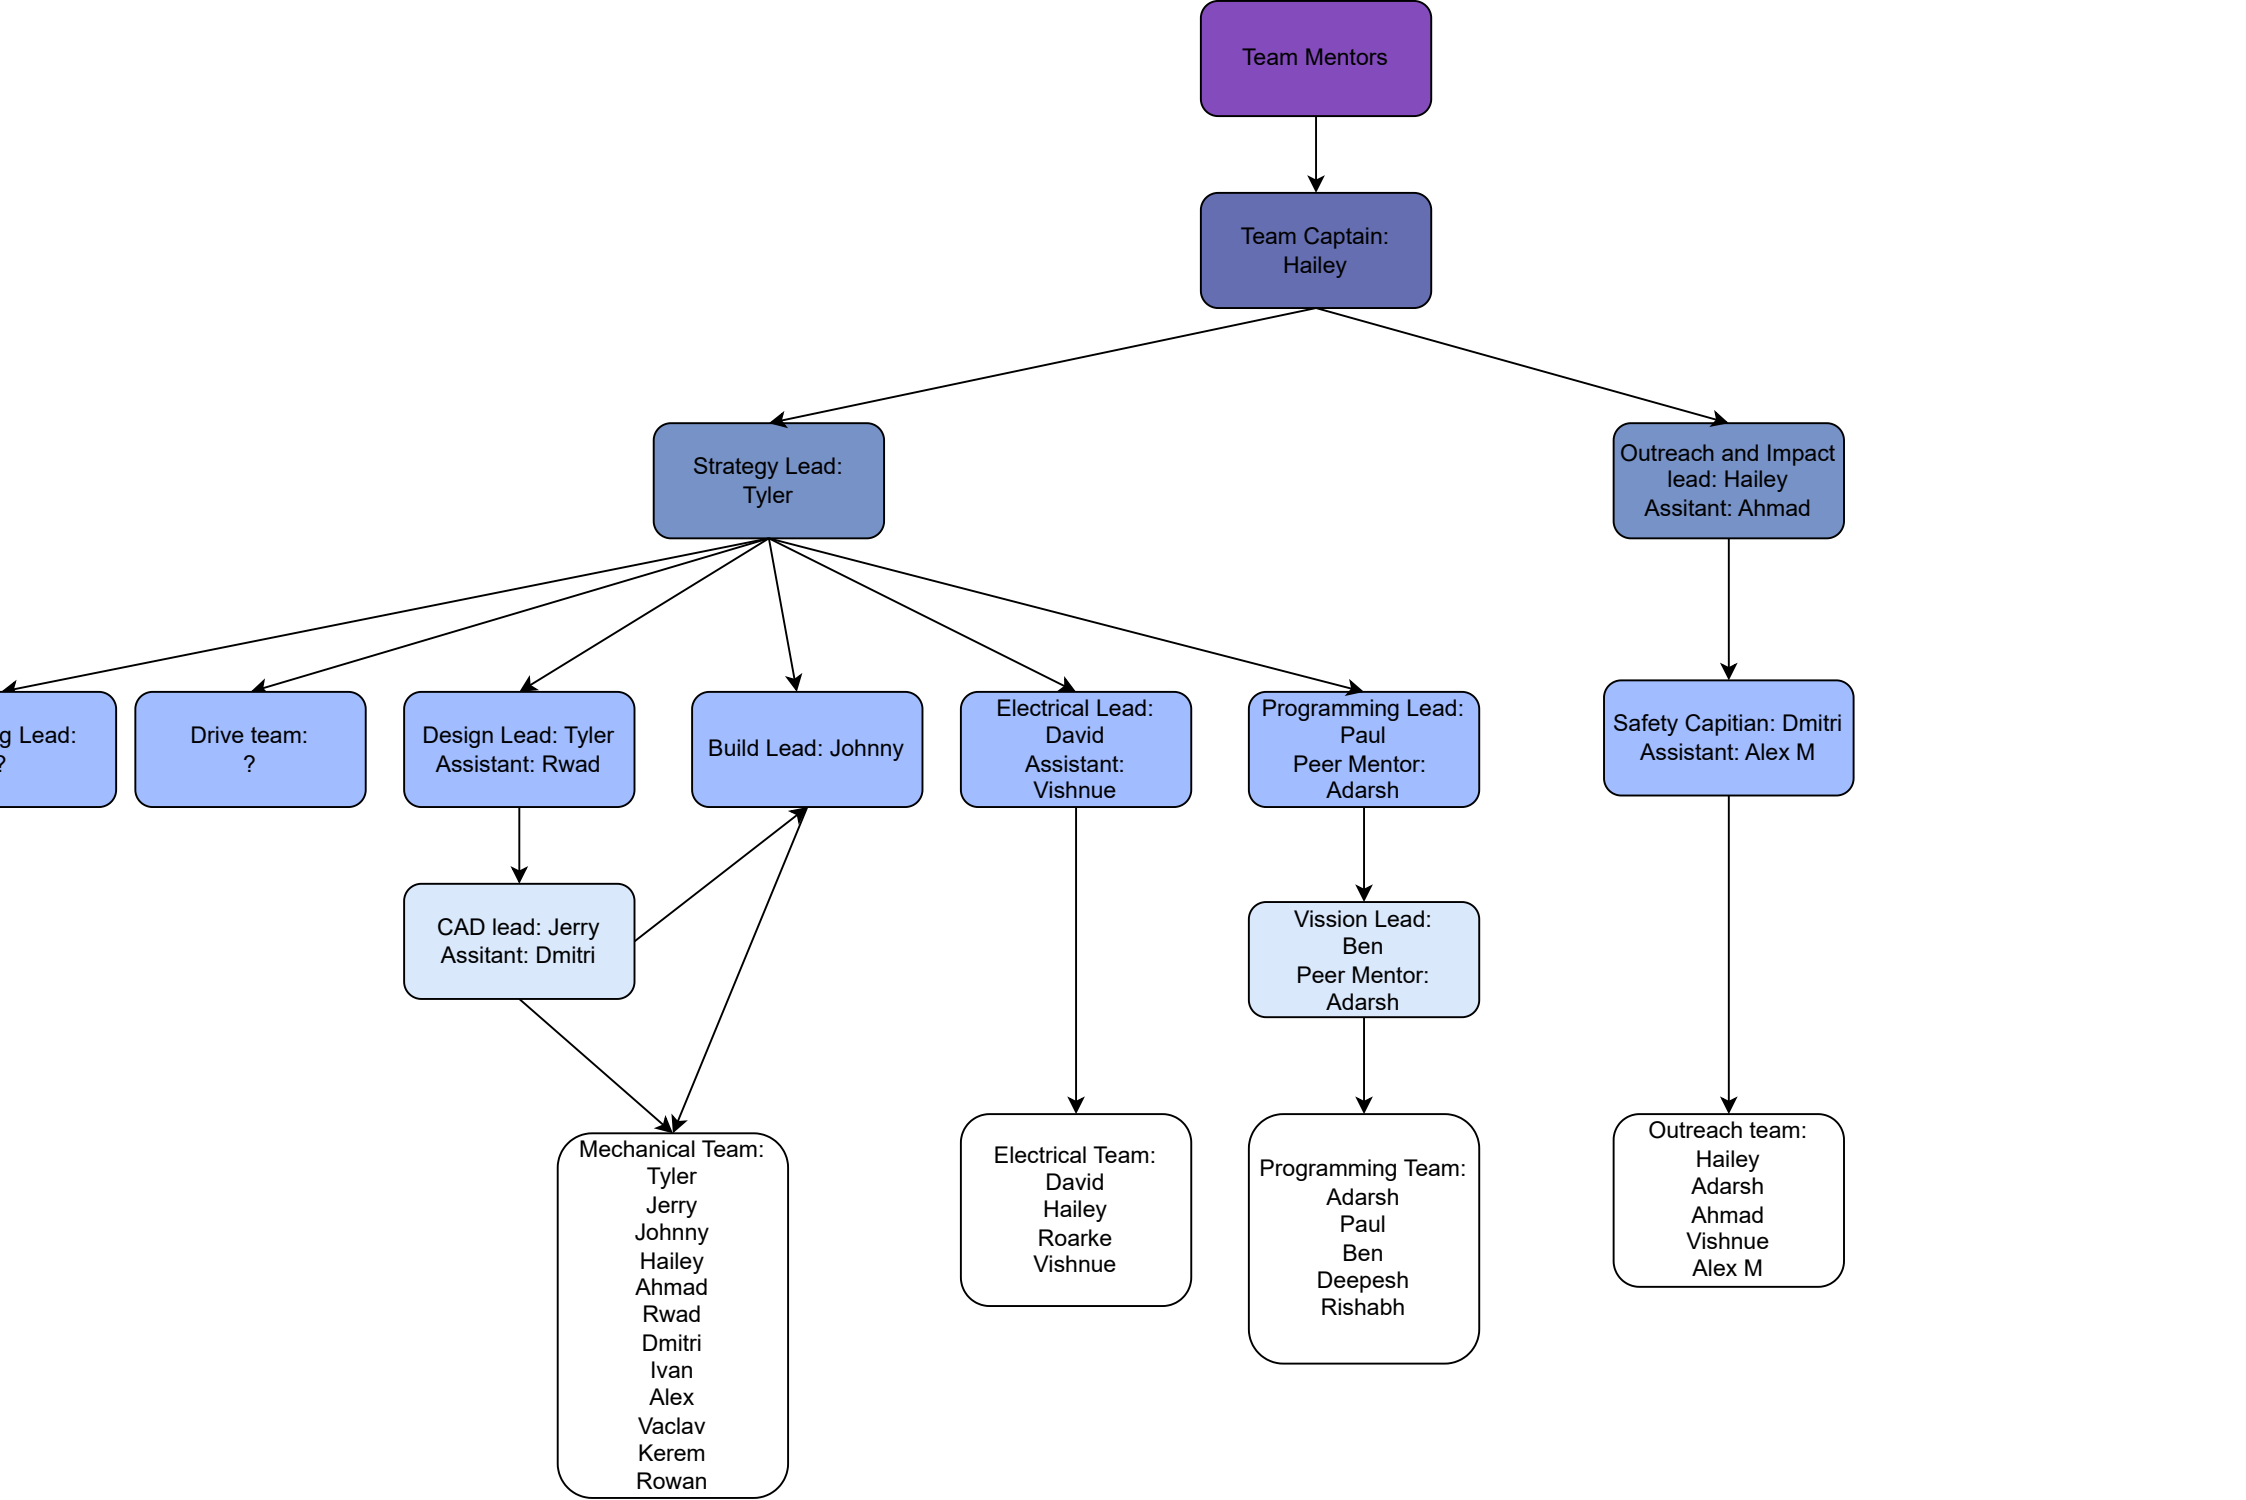 Team Mentors
Team Captain:
Hailey
Strategy Lead:
Tyler
Outreach and Impact
lead: Hailey
Assitant: Ahmad
Lead:
?
Drive team:
?
Design Lead: Tyler
Assistant: Rwad
Build Lead: Johnny
Electrical Lead:
David
Assistant:
Vishnue
Programming Lead:
Paul
Peer Mentor:
Adarsh
Safety Capitian: Dmitri
Assistant: Alex M
CAD lead: Jerry
Assitant: Dmitri
Vission Lead:
Ben
Peer Mentor:
Adarsh
Mechanical Team:
Tyler
Jerry
Johnny
Hailey
Ahmad
Rwad
Dmitri
Ivan
Alex
Vaclav
Kerem
Rowan
Electrical Team:
David
Hailey
Roarke
Vishnue
Programming Team:
Adarsh
Paul
Ben
Deepesh
Rishabh
Outreach team:
Hailey
Adarsh
Ahmad
Vishnue
Alex M